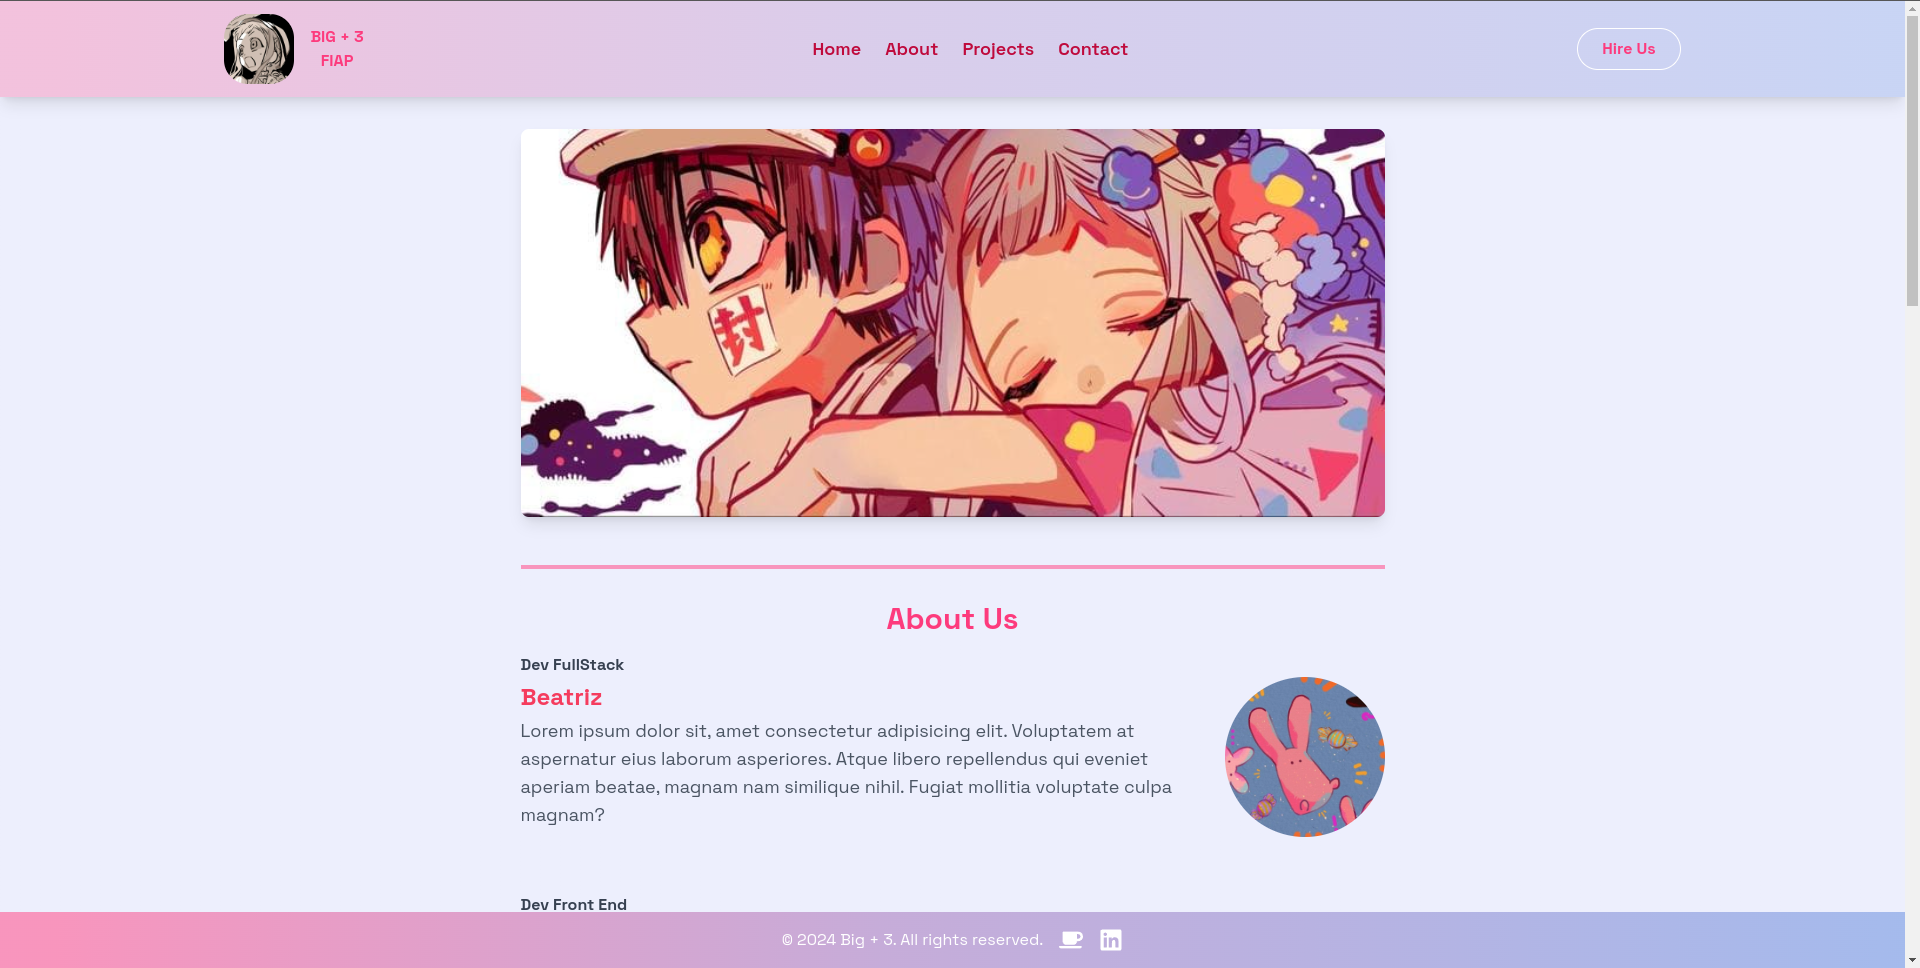 BIG + 3
FIAP
Home About Projects Contact
Hire Us
封
About Us
Dev FullStack
Beatriz
Lorem ipsum dolor sit, amet consectetur adipisicing elit. Voluptatem at
aspernatur eius laborum asperiores. Atque libero repellendus qui eveniet
aperiam beatae, magnam nam similique nihil. Fugiat mollitia voluptate culpa
magnam?
Dev Front End
© 2024 Big + 3. All rights reserved.
in